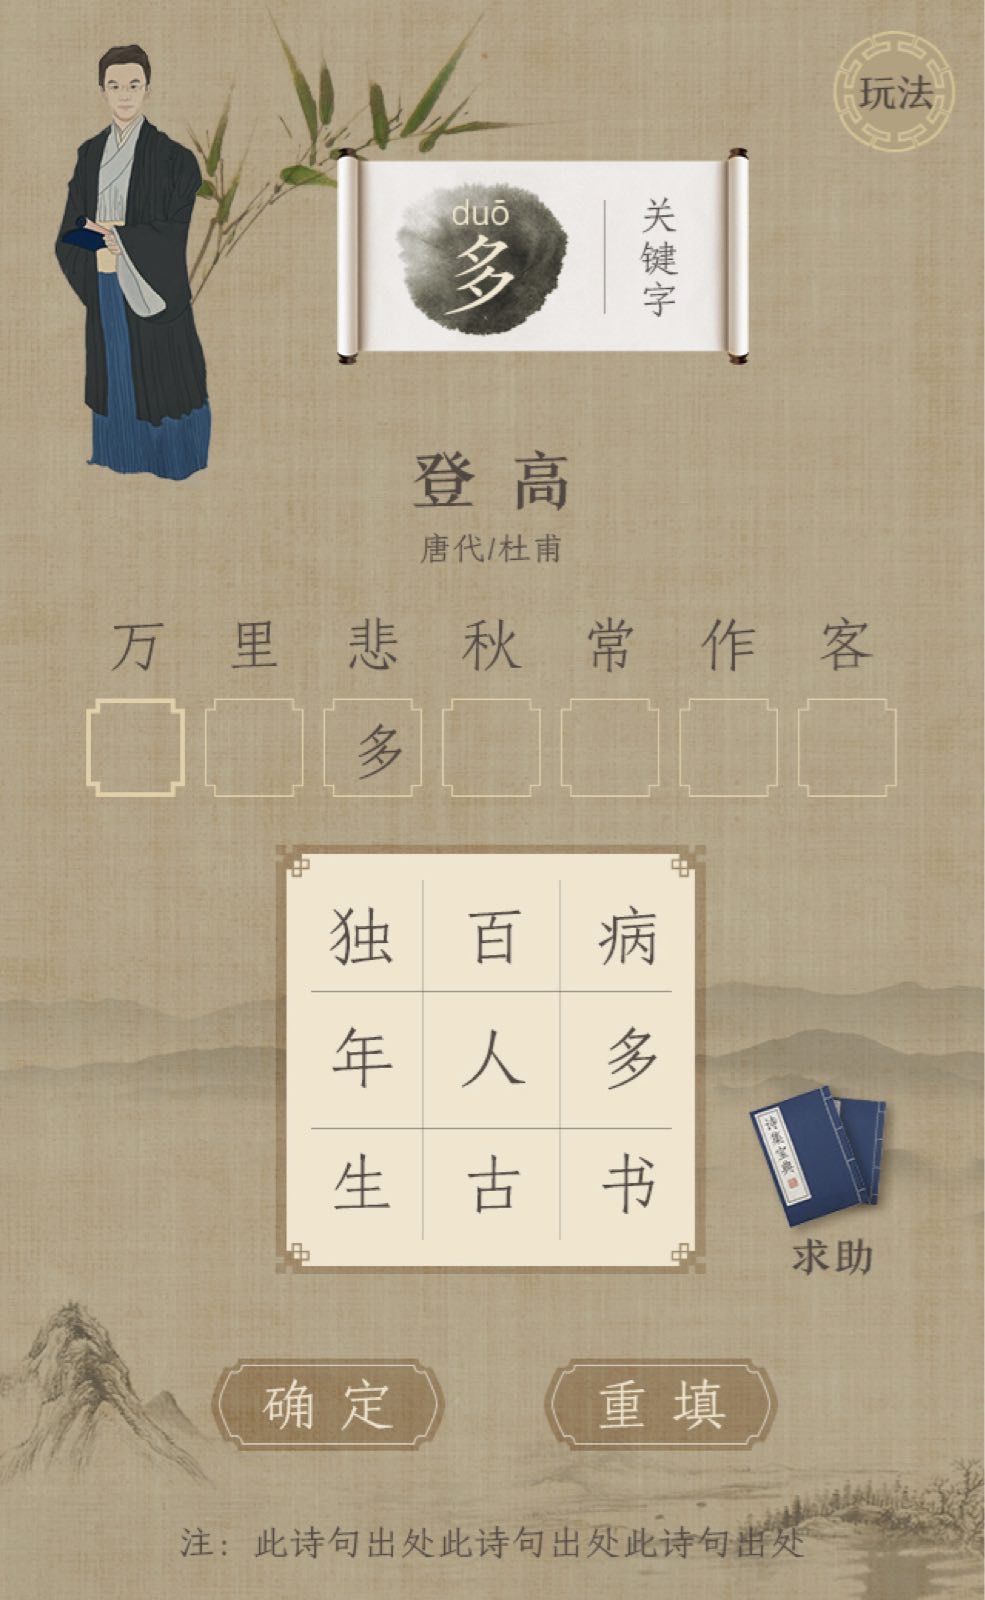 玩法
duō
多
关键字
登高
唐代/杜甫
万里悲秋常作客
多
独百病
年人多
生古书
诗集宝典
求助
确定
重填
注：此诗句出处此诗句出处此诗句出处